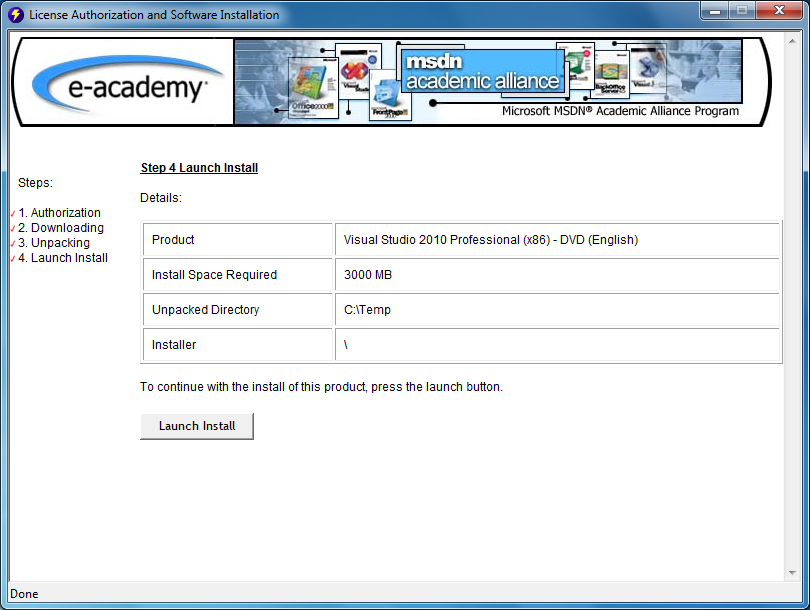 License Authorization and Software Installation
e-academy
msdn
academic alliance
Office2000
FrontPage
2000
BackOffice
Microsoft MSDN® Academic Alliance Program
Step 4 Launch Install
Steps:
Details:
1. Authorization
2. Downloading
3. Unpacking
4. Launch Install
Product Visual Studio 2010 Professional (x86) - DVD (English)
Install Space Required 3000 MB
Unpacked Directory C:\Temp
Installer \
To continue with the install of this product, press the launch button.
Launch Install
Done